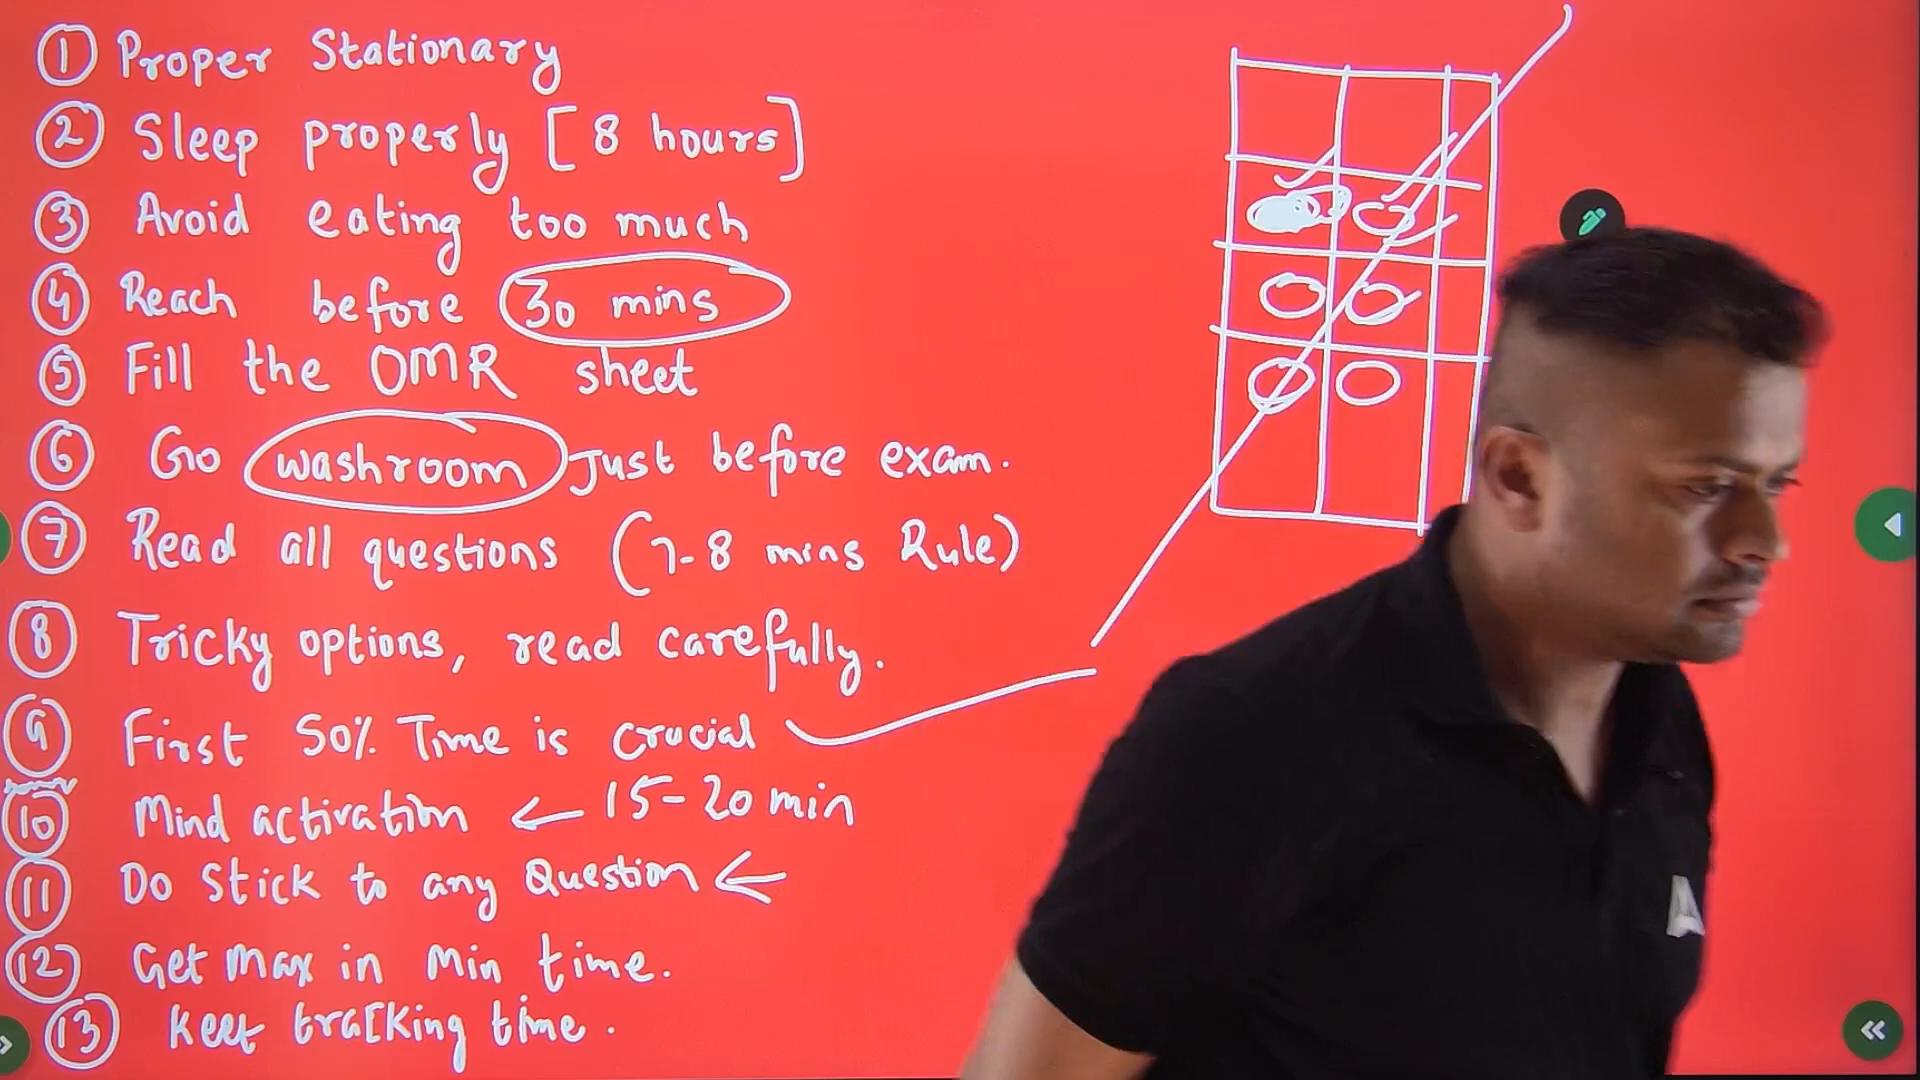 1 Proper Stationary
2 Sleep properly [8 hours]
3 Avoid eating too much
4 Reach before 30 mins
5 Fill the OMR sheet
6 Go washroom Just before exam.
7 Read all questions (7-8 mins Rule)
8 Tricky options, read carefully.
9 First 50% Time is crucial
10 Mind activation ← 15-20 min
11 Do Stick to any Question ←
12 Get max in min time.
13 Keet tracking time.